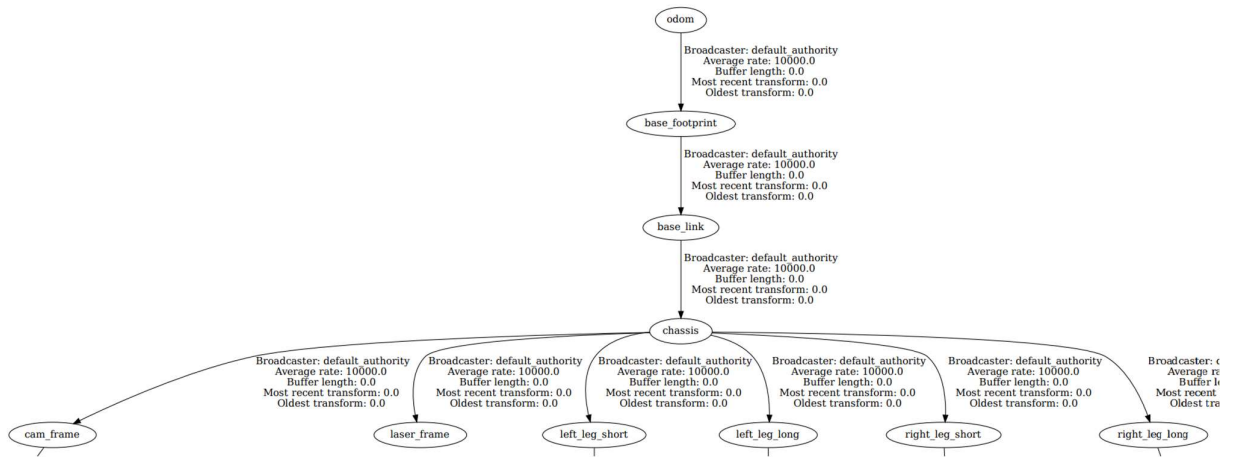 odom
Broadcaster: default_authority
Average rate: 10000.0
Buffer length: 0.0
Most recent transform: 0.0
Oldest transform: 0.0
base_footprint
Broadcaster: default_authority
Average rate: 10000.0
Buffer length: 0.0
Most recent transform: 0.0
Oldest transform: 0.0
base_link
Broadcaster: default_authority
Average rate: 10000.0
Buffer length: 0.0
Most recent transform: 0.0
Oldest transform: 0.0
chassis
Broadcaster: default_authority
Average rate: 10000.0
Buffer length: 0.0
Most recent transform: 0.0
Oldest transform: 0.0
Broadcaster: default_authority
Average rate: 10000.0
Buffer length: 0.0
Most recent transform: 0.0
Oldest transform: 0.0
Broadcaster: default_authority
Average rate: 10000.0
Buffer length: 0.0
Most recent transform: 0.0
Oldest transform: 0.0
Broadcaster: default_authority
Average rate: 10000.0
Buffer length: 0.0
Most recent transform: 0.0
Oldest transform: 0.0
Broadcaster: default_authority
Average rate: 10000.0
Buffer length: 0.0
Most recent transform: 0.0
Oldest transform: 0.0
Broadcaster:
Average
Buffer
Most recent
Oldest
cam_frame
laser_frame
left_leg_short
left_leg_long
right_leg_short
right_leg_long